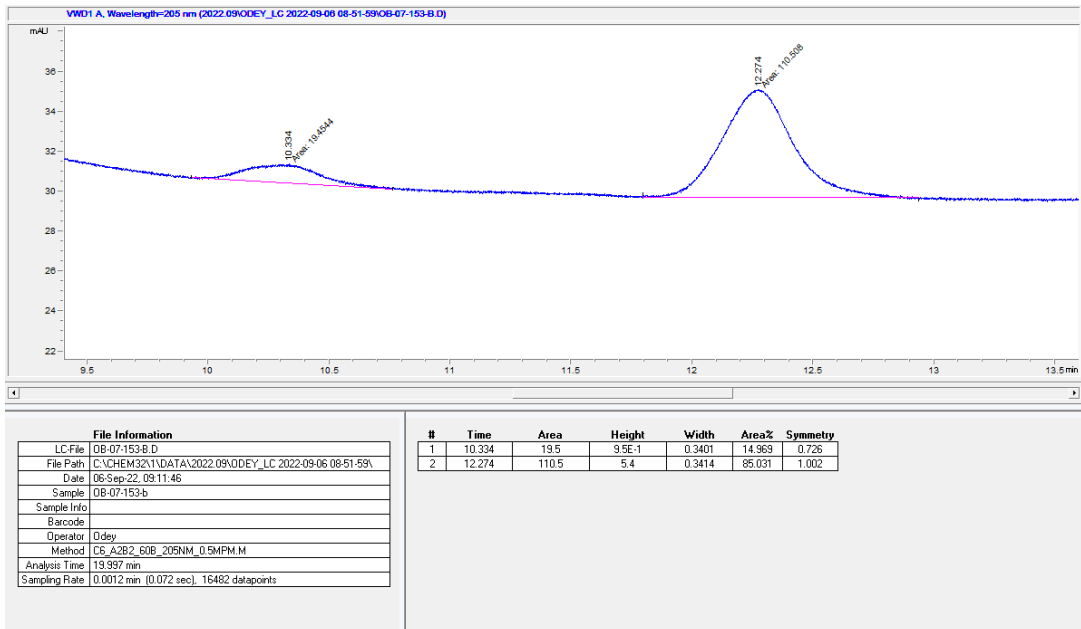 VWD1 A, Wavelength=205 nm (2022.09\ODEY_LC 2022-09-06 08-51-59\OB-07-153-B.D)
mAU
36
34
32
30
28
26
24
22
10.334
Area: 19.4544
12.274
Area: 110.508
9.5 10 10.5 11 11.5 12 12.5 13 13.5 min
File Information
LC-File OB-07-153-B.D
File Path C:\CHEM32\1\DATA\2022.09\ODEY_LC 2022-09-06 08-51-59\
Date 06-Sep-22, 09:11:46
Sample OB-07-153-b
Sample Info
Barcode
Operator Odey
Method C6_A2B2_60B_205NM_0.5MPM.M
Analysis Time 19.997 min
Sampling Rate 0.0012 min (0.072 sec), 16482 datapoints
# Time Area Height Width Area% Symmetry
1 10.334 19.5 9.5E-1 0.3401 14.969 0.726
2 12.274 110.5 5.4 0.3414 85.031 1.002